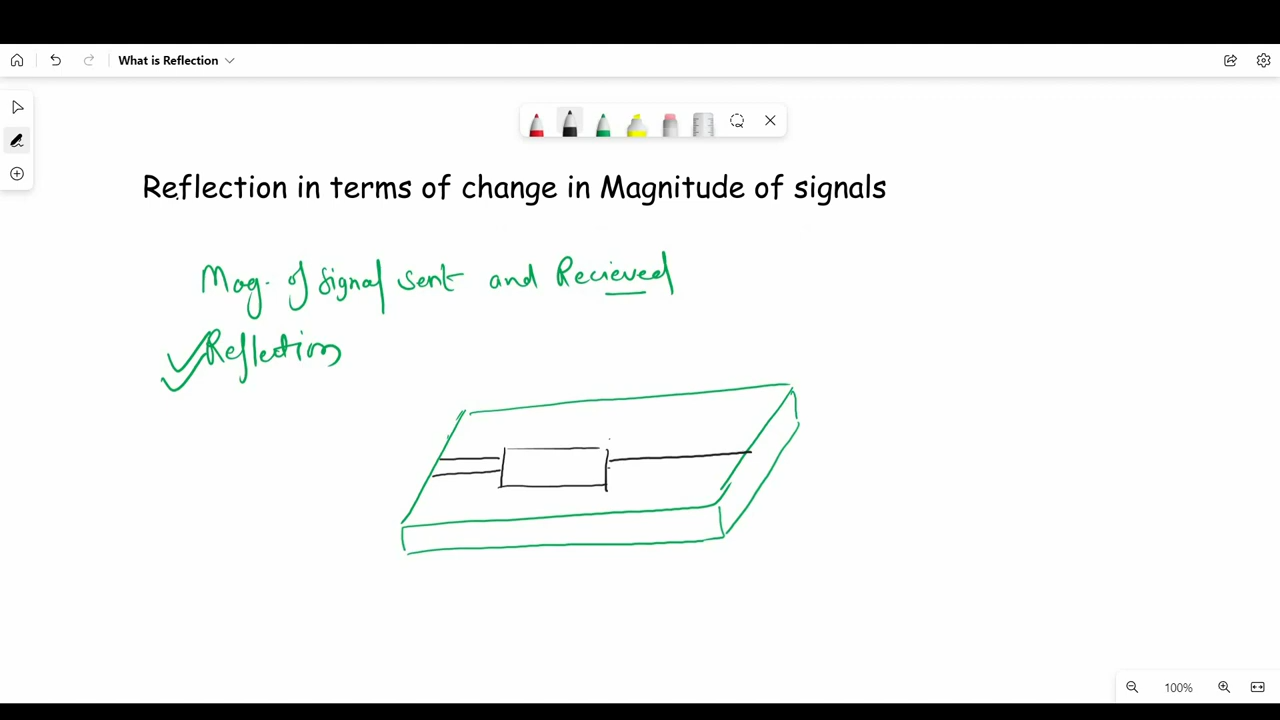 What is Reflection
Reflection in terms of change in Magnitude of signals
Mag. of signal sent and Recieved
Reflection
100%